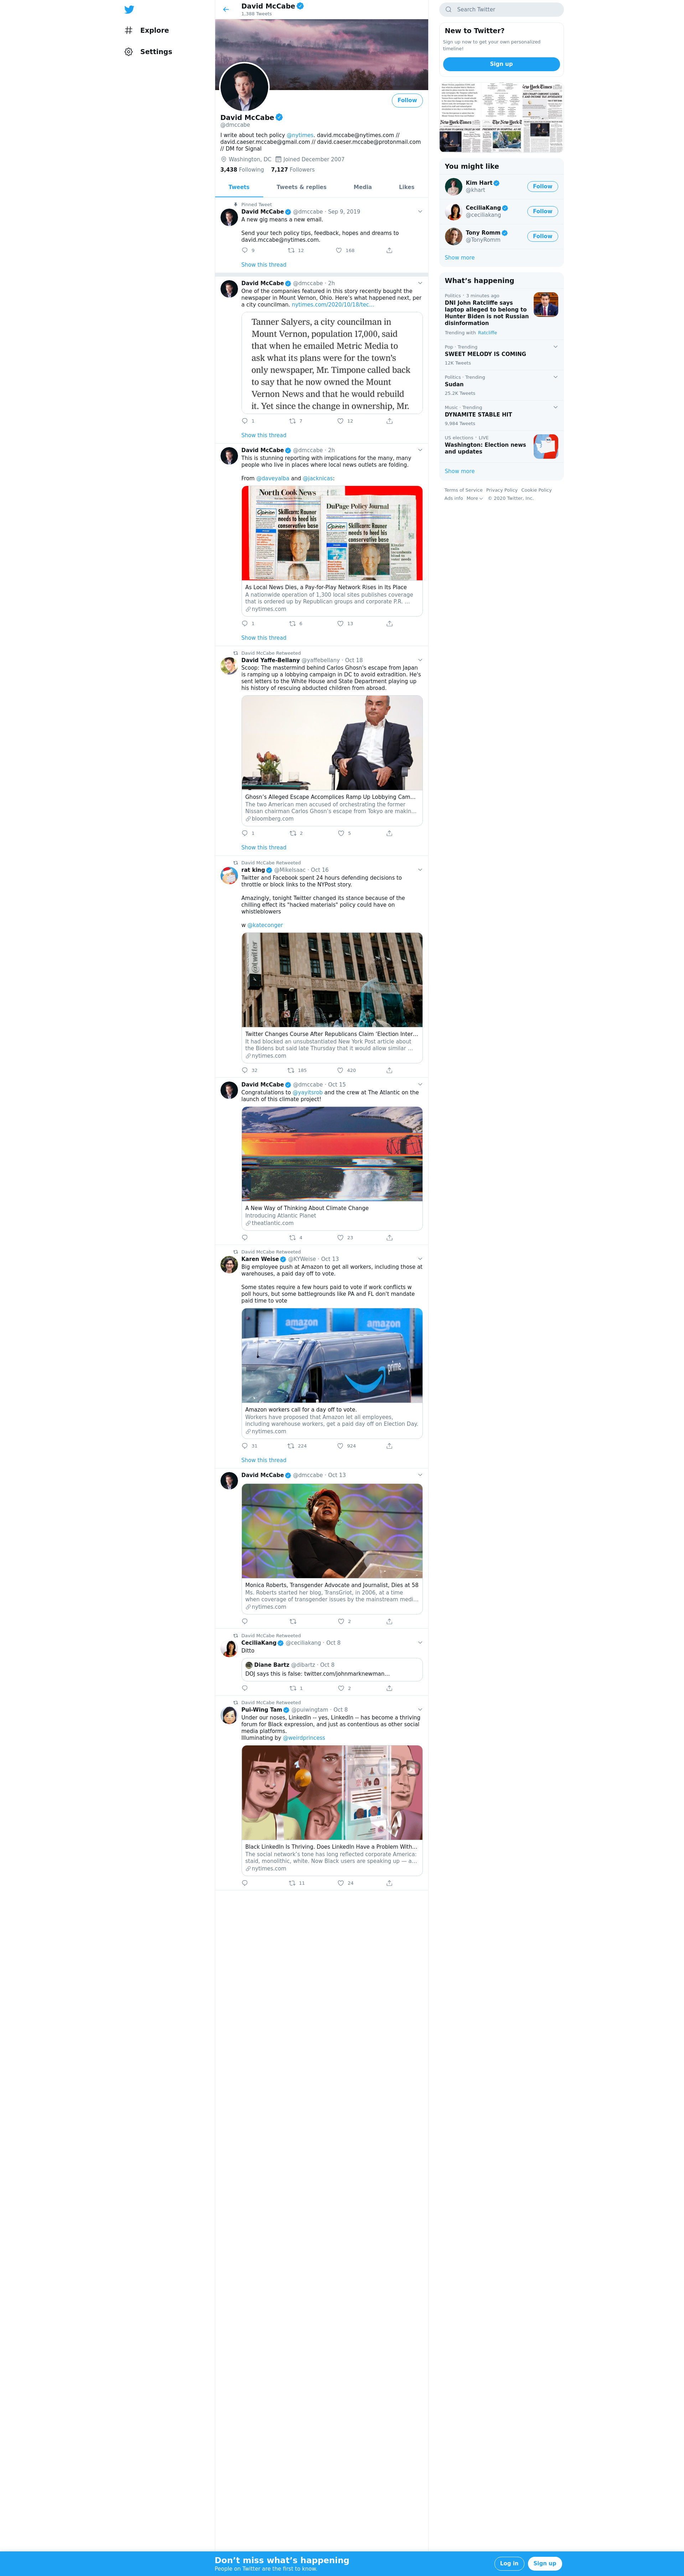 Explore
Settings
David McCabe
1,386 Tweets
Follow
David McCabe
@dmccabe
I write about tech policy @nytimes. david.mccabe@nytimes.com //
david.caeser.mccabe@gmail.com // david.caeser.mccabe@protonmail.com
// DM for Signal
Washington, DC Joined December 2007
3,438 Following 7,127 Followers
Tweets Tweets & replies Media Likes
Pinned Tweet
David McCabe @dmccabe · Sep 9, 2019
A new gig means a new email.
Send your tech policy tips, feedback, hopes and dreams to
david.mccabe@nytimes.com.
12 168
Show this thread
David McCabe @dmccabe · 2h
One of the companies featured in this story recently bought the
newspaper in Mount Vernon, Ohio. Here's what happened next, per
a city councilman. nytimes.com/2020/10/18/tec…
Tanner Salyers, a city councilman in
Mount Vernon, population 17,000, said
that when he emailed Metric Media to
ask what its plans were for the town's
only newspaper, Mr. Timpone called back
to say that he now owned the Mount
Vernon News and that he would rebuild
it. Yet since the change in ownership, Mr.
1 7 12
Show this thread
David McCabe @dmccabe · 2h
This is stunning reporting with implications for the many, many
people who live in places where local news outlets are folding.
From @daveyalba and @jacknicas:
North Cook News
DuPage Policy Journal
Opinion
Skillicorn: Rauner
needs to heed his
conservative base
Opinion
Skillicorn: Rauner
needs to heed his
conservative base
As Local News Dies, a Pay-for-Play Network Rises in Its Place
A nationwide operation of 1,300 local sites publishes coverage
that is ordered up by Republican groups and corporate P.R. …
nytimes.com
1 6 13
Show this thread
David McCabe Retweeted
David Yaffe-Bellany @yaffebellany · Oct 18
Scoop: The mastermind behind Carlos Ghosn's escape from Japan
is ramping up a lobbying campaign in DC to avoid extradition. He's
sent letters to the White House and State Department playing up
his history of rescuing abducted children from abroad.
Ghosn's Alleged Escape Accomplices Ramp Up Lobbying Cam…
The two American men accused of orchestrating the former
Nissan chairman Carlos Ghosn's escape from Tokyo are makin…
bloomberg.com
1 2 5
Show this thread
David McCabe Retweeted
rat king @MikeIsaac · Oct 16
Twitter and Facebook spent 24 hours defending decisions to
throttle or block links to the NYPost story.
Amazingly, tonight Twitter changed its stance because of the
chilling effect its "hacked materials" policy could have on
whistleblowers
w @kateconger
@twitter
Twitter Changes Course After Republicans Claim 'Election Inter…
It had blocked an unsubstantiated New York Post article about
the Bidens but said late Thursday that it would allow similar …
nytimes.com
32 185 420
David McCabe @dmccabe · Oct 15
Congratulations to @yayitsrob and the crew at The Atlantic on the
launch of this climate project!
A New Way of Thinking About Climate Change
Introducing Atlantic Planet
theatlantic.com
4 23
David McCabe Retweeted
Karen Weise @KYWeise · Oct 13
Big employee push at Amazon to get all workers, including those at
warehouses, a paid day off to vote.
Some states require a few hours paid to vote if work conflicts w
poll hours, but some battlegrounds like PA and FL don't mandate
paid time to vote
amazon
amazon
prime
Amazon workers call for a day off to vote.
Workers have proposed that Amazon let all employees,
including warehouse workers, get a paid day off on Election Day.
nytimes.com
31 224 924
Show this thread
David McCabe @dmccabe · Oct 13
Monica Roberts, Transgender Advocate and Journalist, Dies at 58
Ms. Roberts started her blog, TransGriot, in 2006, at a time
when coverage of transgender issues by the mainstream medi…
nytimes.com
2
David McCabe Retweeted
CeciliaKang @ceciliakang · Oct 8
Ditto
Diane Bartz @dibartz · Oct 8
DOJ says this is false: twitter.com/johnmarknewman…
1 2
David McCabe Retweeted
Pui-Wing Tam @puiwingtam · Oct 8
Under our noses, LinkedIn -- yes, LinkedIn -- has become a thriving
forum for Black expression, and just as contentious as other social
media platforms.
Illuminating by @weirdprincess
Black LinkedIn Is Thriving. Does LinkedIn Have a Problem With…
The social network's tone has long reflected corporate America:
staid, monolithic, white. Now Black users are speaking up — a…
nytimes.com
11 24
Search Twitter
New to Twitter?
Sign up now to get your own personalized
timeline!
Sign up
You might like
Kim Hart
@khart
Follow
CeciliaKang
@ceciliakang
Follow
Tony Romm
@TonyRomm
Follow
Show more
What's happening
Politics · 3 minutes ago
DNI John Ratcliffe says
laptop alleged to belong to
Hunter Biden is not Russian
disinformation
Trending with Ratcliffe
Pop · Trending
SWEET MELODY IS COMING
12K Tweets
Politics · Trending
Sudan
25.2K Tweets
Music · Trending
DYNAMITE STABLE HIT
9,984 Tweets
US elections · LIVE
Washington: Election news
and updates
Show more
Terms of Service Privacy Policy Cookie Policy
Ads info More © 2020 Twitter, Inc.
Don't miss what's happening
People on Twitter are the first to know.
Log in Sign up